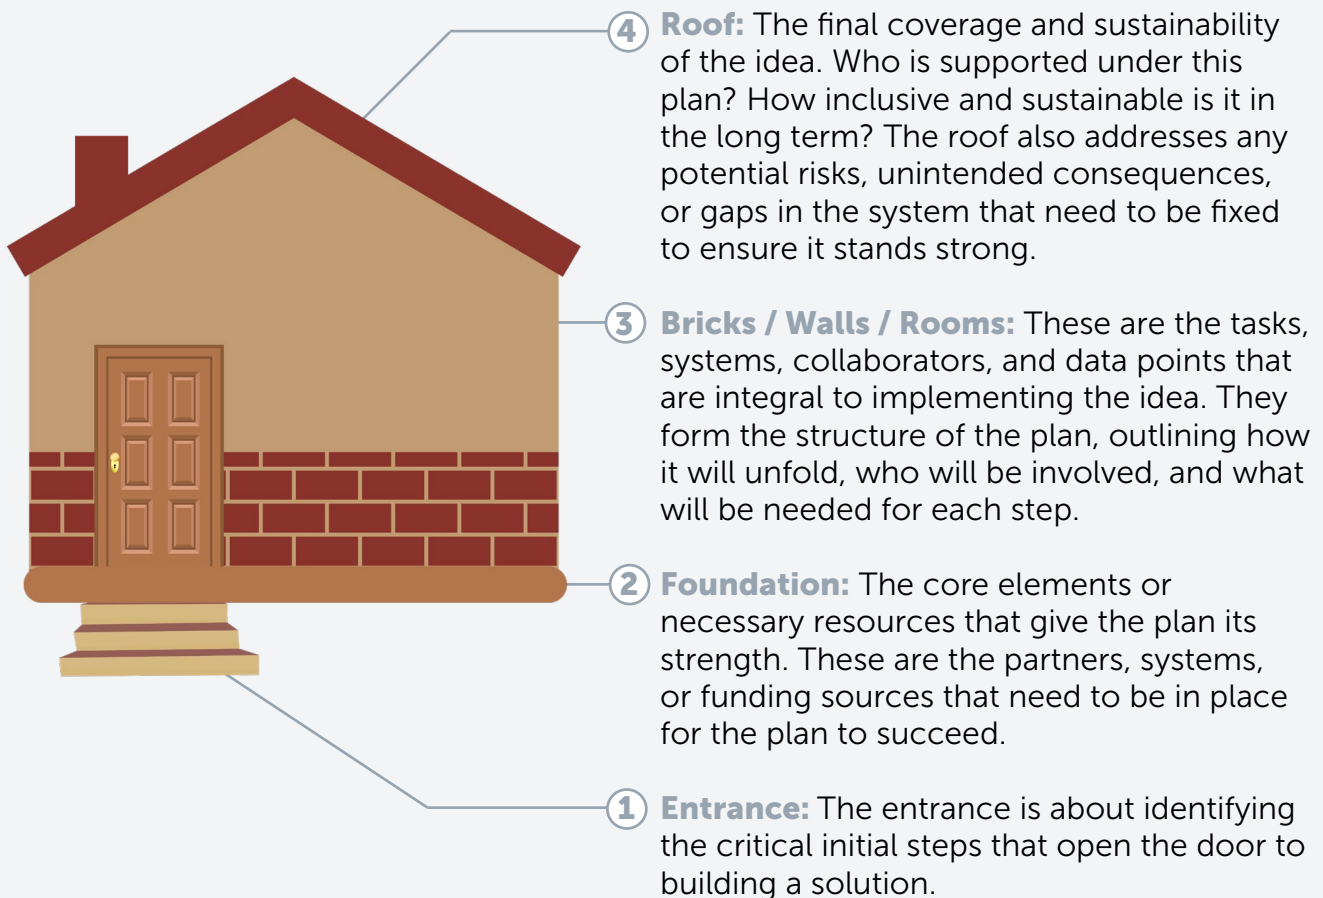 4 Roof: The final coverage and sustainability
of the idea. Who is supported under this
plan? How inclusive and sustainable is it in
the long term? The roof also addresses any
potential risks, unintended consequences,
or gaps in the system that need to be fixed
to ensure it stands strong.
3 Bricks / Walls / Rooms: These are the tasks,
systems, collaborators, and data points that
are integral to implementing the idea. They
form the structure of the plan, outlining how
it will unfold, who will be involved, and what
will be needed for each step.
2 Foundation: The core elements or
necessary resources that give the plan its
strength. These are the partners, systems,
or funding sources that need to be in place
for the plan to succeed.
1 Entrance: The entrance is about identifying
the critical initial steps that open the door to
building a solution.